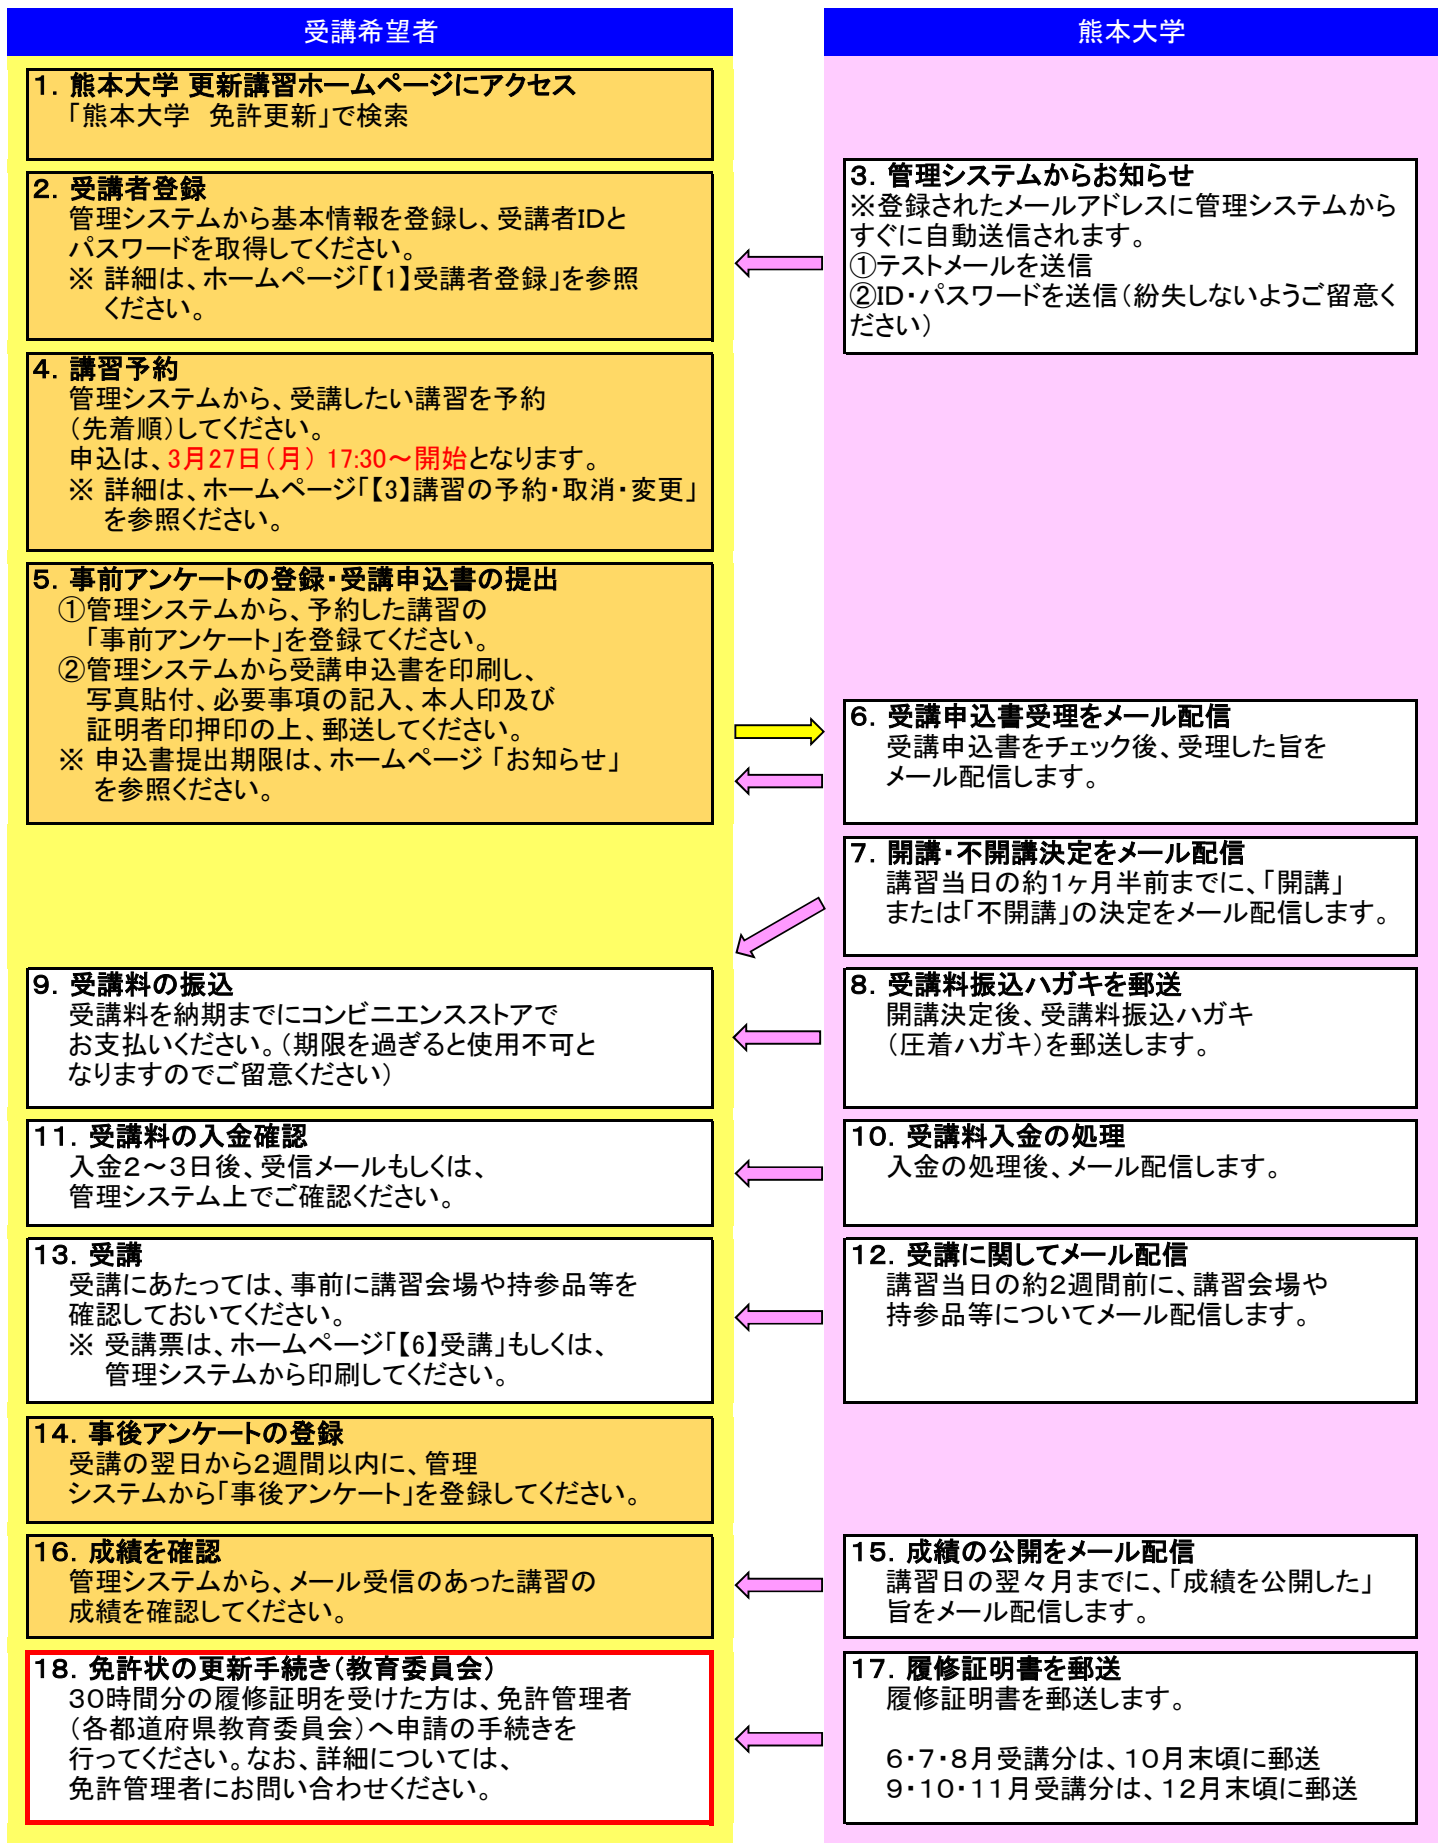 受講希望者
熊本大学
1．熊本大学 更新講習ホームページにアクセス
「熊本大学　免許更新」で検索
2．受講者登録
管理システムから基本情報を登録し、受講者IDと
パスワードを取得してください。
※ 詳細は、ホームページ「【1】受講者登録」を参照
ください。
3．管理システムからお知らせ
※登録されたメールアドレスに管理システムから
すぐに自動送信されます。
①テストメールを送信
②ID・パスワードを送信（紛失しないようご留意く
ださい）
4．講習予約
管理システムから、受講したい講習を予約
（先着順）してください。
申込は、3月27日（月） 17:30～開始となります。
※ 詳細は、ホームページ「【3】講習の予約・取消・変更」
を参照ください。
5．事前アンケートの登録・受講申込書の提出
①管理システムから、予約した講習の
「事前アンケート」を登録てください。
②管理システムから受講申込書を印刷し、
写真貼付、必要事項の記入、本人印及び
証明者印押印の上、郵送してください。
※ 申込書提出期限は、ホームページ 「お知らせ」
を参照ください。
6．受講申込書受理をメール配信
受講申込書をチェック後、受理した旨を
メール配信します。
7．開講・不開講決定をメール配信
講習当日の約1ヶ月半前までに、「開講」
または「不開講」の決定をメール配信します。
8．受講料振込ハガキを郵送
開講決定後、受講料振込ハガキ
（圧着ハガキ）を郵送します。
9．受講料の振込
受講料を納期までにコンビニエンスストアで
お支払いください。（期限を過ぎると使用不可と
なりますのでご留意ください）
10．受講料入金の処理
入金の処理後、メール配信します。
11．受講料の入金確認
入金2～3日後、受信メールもしくは、
管理システム上でご確認ください。
12．受講に関してメール配信
講習当日の約2週間前に、講習会場や
持参品等についてメール配信します。
13．受講
受講にあたっては、事前に講習会場や持参品等を
確認しておいてください。
※ 受講票は、ホームページ「【6】受講」もしくは、
管理システムから印刷してください。
14．事後アンケートの登録
受講の翌日から2週間以内に、管理
システムから「事後アンケート」を登録してください。
15．成績の公開をメール配信
講習日の翌々月までに、「成績を公開した」
旨をメール配信します。
16．成績を確認
管理システムから、メール受信のあった講習の
成績を確認してください。
17．履修証明書を郵送
履修証明書を郵送します。
6・7・8月受講分は、10月末頃に郵送
9・10・11月受講分は、12月末頃に郵送
18．免許状の更新手続き（教育委員会）
30時間分の履修証明を受けた方は、免許管理者
（各都道府県教育委員会）へ申請の手続きを
行ってください。なお、詳細については、
免許管理者にお問い合わせください。